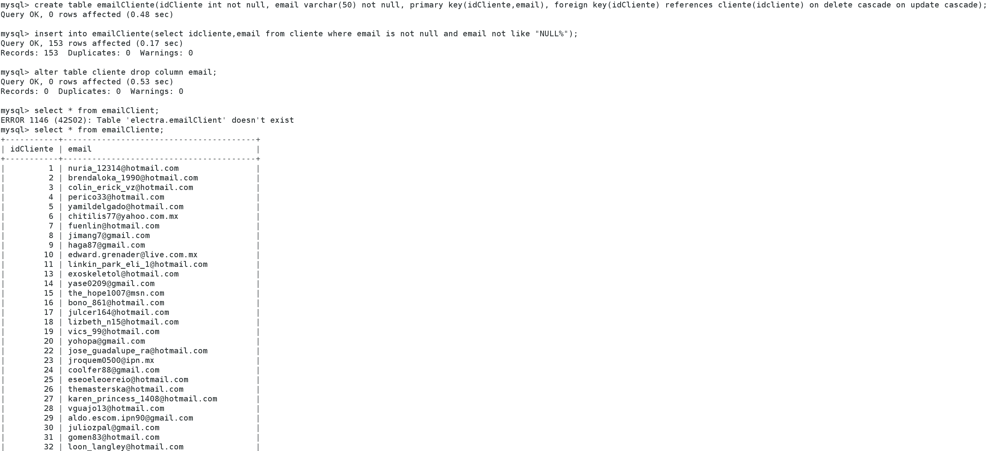 mysql> create table emailCliente(idCliente int not null, email varchar(50) not null, primary key(idCliente,email), foreign key(idCliente) references cliente(idcliente) on delete cascade on update cascade);
Query OK, 0 rows affected (0.48 sec)

mysql> insert into emailCliente(select idcliente,email from cliente where email is not null and email not like "NULL%");
Query OK, 153 rows affected (0.17 sec)
Records: 153  Duplicates: 0  Warnings: 0

mysql> alter table cliente drop column email;
Query OK, 0 rows affected (0.53 sec)
Records: 0  Duplicates: 0  Warnings: 0

mysql> select * from emailClient;
ERROR 1146 (42S02): Table 'electra.emailClient' doesn't exist
mysql> select * from emailCliente;
+-----------+----------------------------------------+
| idCliente | email                                  |
+-----------+----------------------------------------+
|         1 | nuria_12314@hotmail.com                |
|         2 | brendaloka_1990@hotmail.com            |
|         3 | colin_erick_vz@hotmail.com             |
|         4 | perico33@hotmail.com                   |
|         5 | yamildelgado@hotmail.com               |
|         6 | chitilis77@yahoo.com.mx                |
|         7 | fuenlin@hotmail.com                    |
|         8 | jimang7@gmail.com                      |
|         9 | haga87@gmail.com                       |
|        10 | edward.grenader@live.com.mx            |
|        11 | linkin_park_eli_1@hotmail.com          |
|        13 | exoskeletol@hotmail.com                |
|        14 | yase0209@gmail.com                     |
|        15 | the_hope1007@msn.com                   |
|        16 | bono_861@hotmail.com                   |
|        17 | julcer164@hotmail.com                  |
|        18 | lizbeth_n15@hotmail.com                |
|        19 | vics_99@hotmail.com                    |
|        20 | yohopa@gmail.com                       |
|        22 | jose_guadalupe_ra@hotmail.com          |
|        23 | jroquem0500@ipn.mx                     |
|        24 | coolfer88@gmail.com                    |
|        25 | eseoeleoereio@hotmail.com              |
|        26 | themasterska@hotmail.com               |
|        27 | karen_princess_1408@hotmail.com        |
|        28 | vguajo13@hotmail.com                   |
|        29 | aldo.escom.ipn90@gmail.com             |
|        30 | juliozpal@gmail.com                    |
|        31 | gomen83@hotmail.com                    |
|        32 | loon_langley@hotmail.com               |